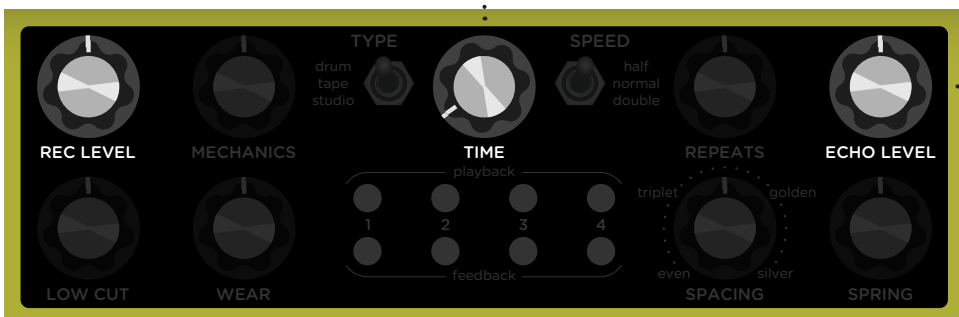 TYPE
SPEED
drum
tape
studio
half
normal
double
REC LEVEL
MECHANICS
TIME
REPEATS
ECHO LEVEL
playback
triplet
golden
1 2 3 4
even
silver
feedback
LOW CUT
WEAR
SPACING
SPRING